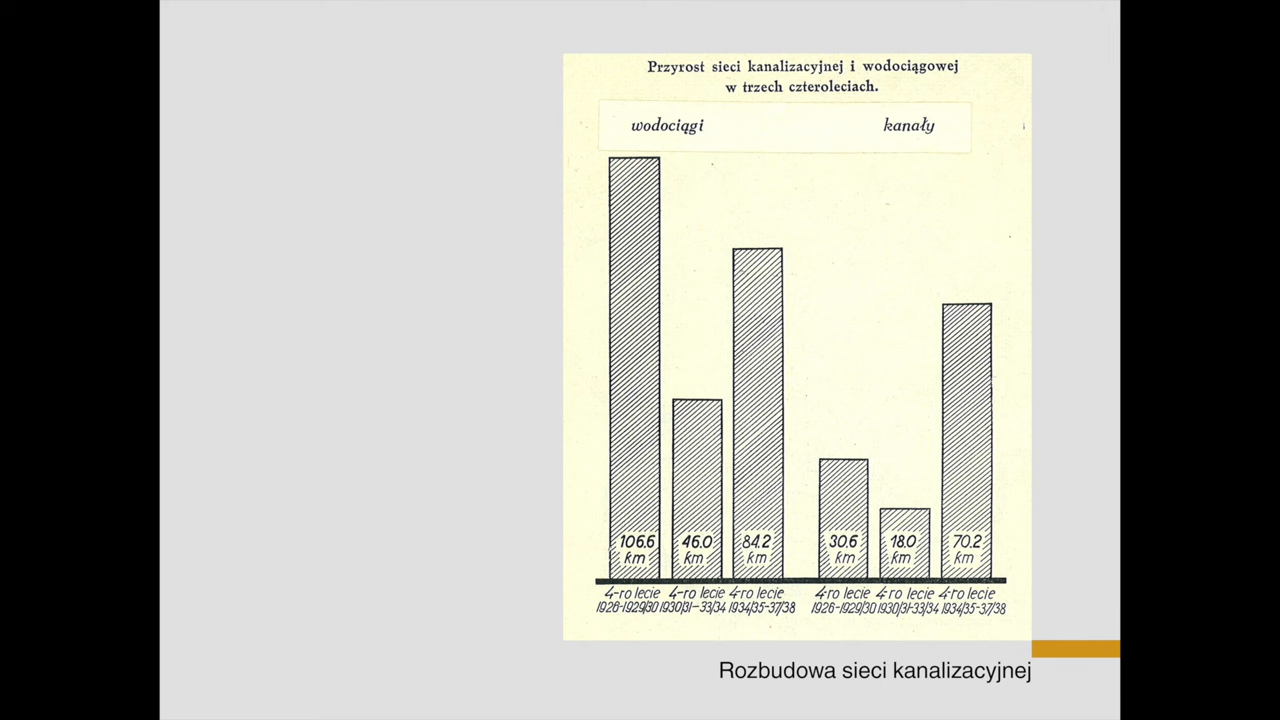 Przyrost sieci kanalizacyjnej i wodociągowej
w trzech czteroleciach.
wodociągi kanały
106.6 km
46.0 km
84.2 km
30.6 km
18.0 km
70.2 km
4-ro lecie 1926-1929/30
4-ro lecie 1930/31-33/34
4-ro lecie 1934/35-37/38
4-ro lecie 1926-1929/30
4-ro lecie 1930/31-33/34
4-ro lecie 1934/35-37/38
Rozbudowa sieci kanalizacyjnej